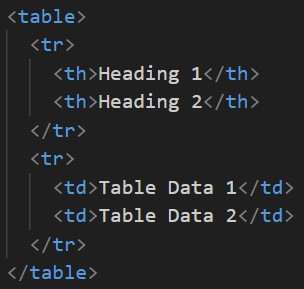 <table>
  <tr>
    <th>Heading 1</th>
    <th>Heading 2</th>
  </tr>
  <tr>
    <td>Table Data 1</td>
    <td>Table Data 2</td>
  </tr>
</table>